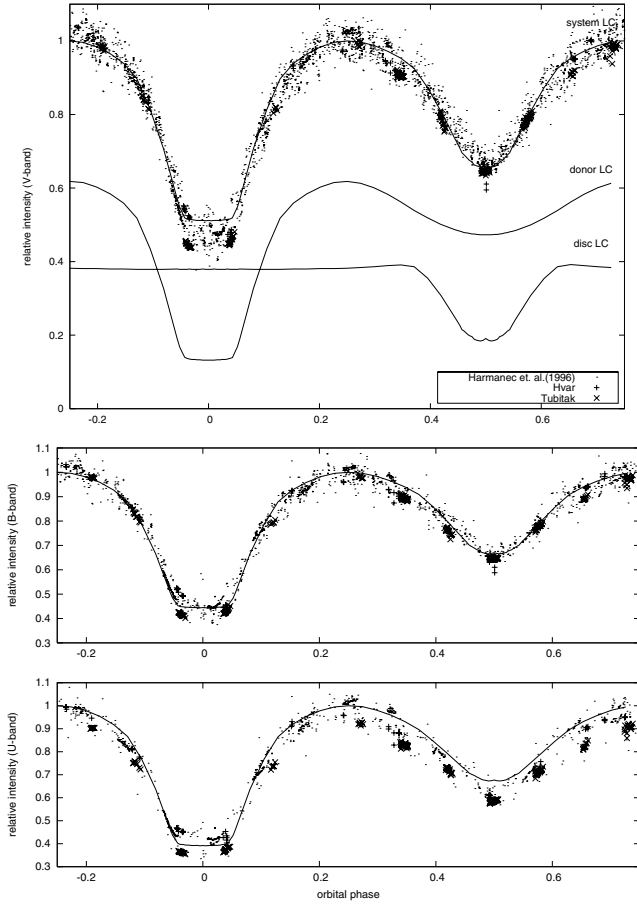 system LC
donor LC
disc LC
relative intensity (V-band)
1
0.8
0.6
0.4
0.2
0
-0.2 0 0.2 0.4 0.6
Harmanec et. al.(1996)
Hvar
Tubitak
relative intensity (B-band)
1.1
1
0.9
0.8
0.7
0.6
0.5
0.4
0.3
-0.2 0 0.2 0.4 0.6
relative intensity (U-band)
1.1
1
0.9
0.8
0.7
0.6
0.5
0.4
0.3
-0.2 0 0.2 0.4 0.6
orbital phase